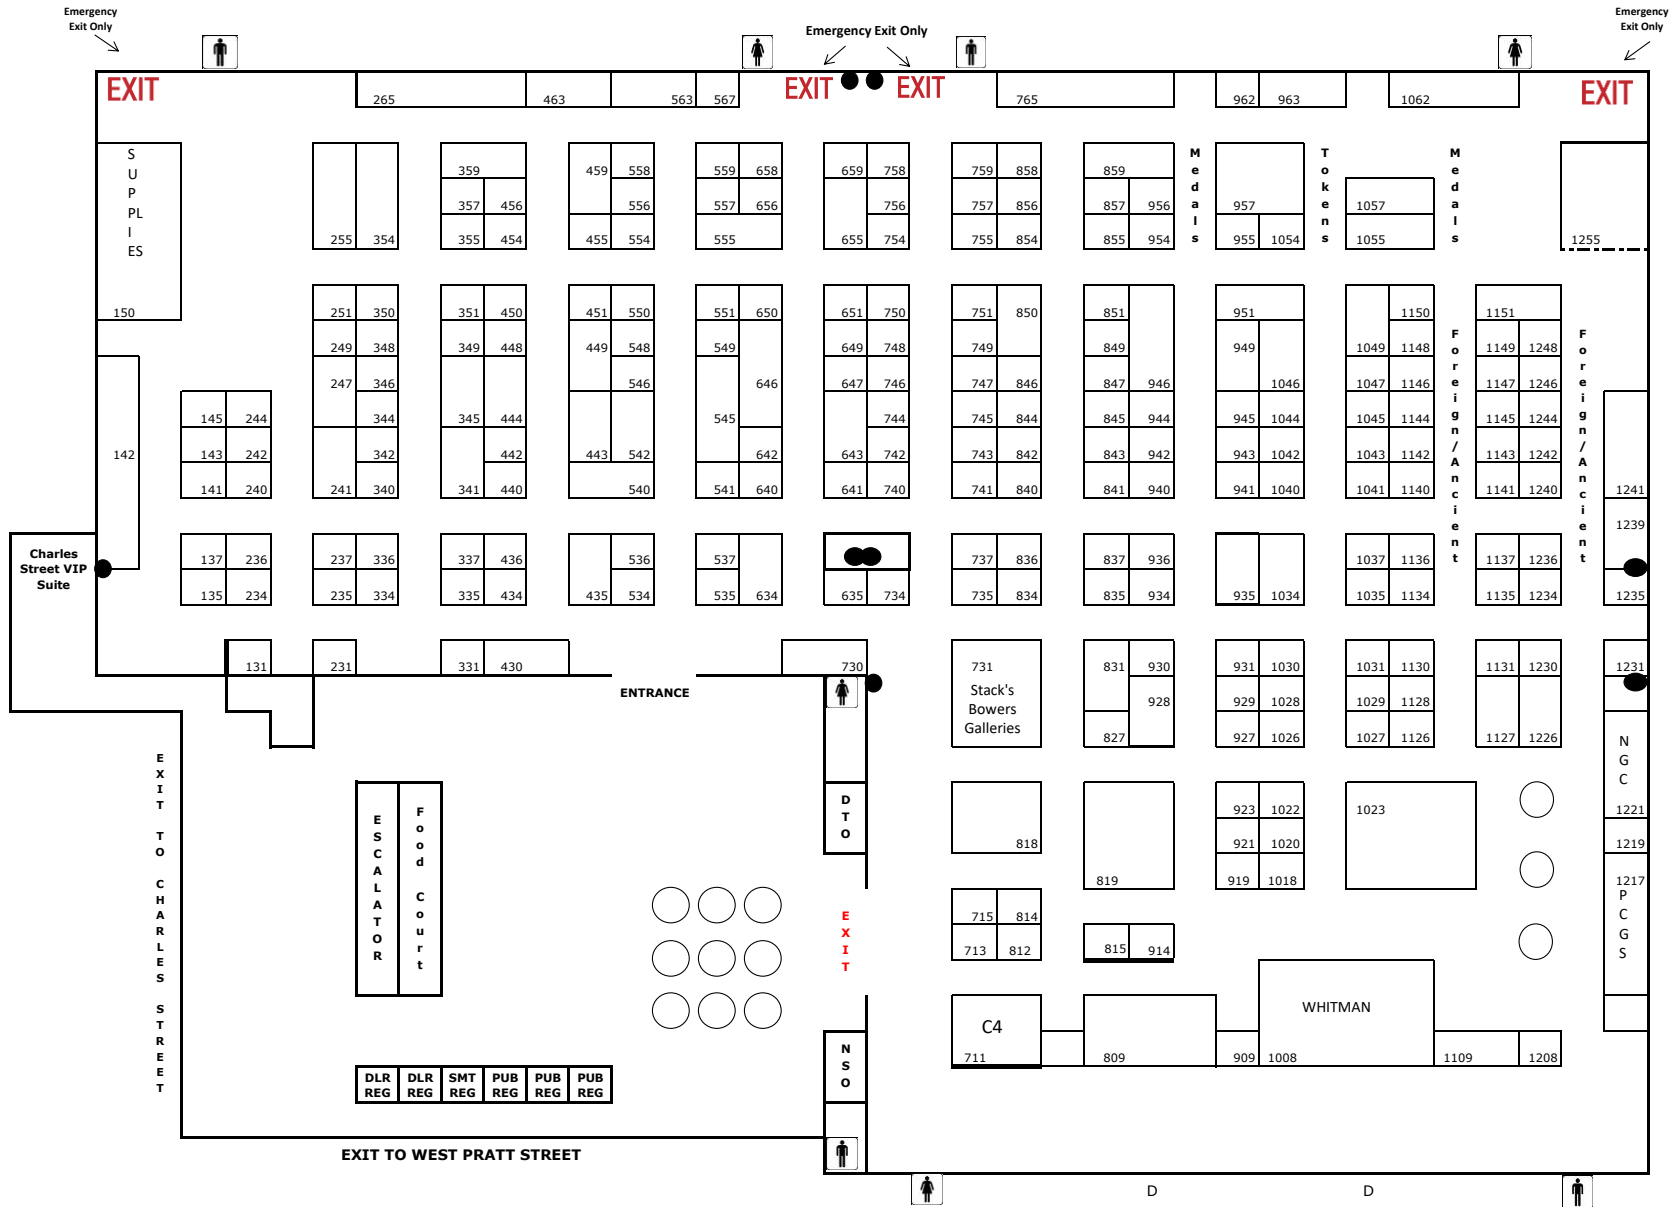 Emergency
Exit Only
Emergency Exit Only
Emergency
Exit Only
EXIT
EXIT
EXIT
EXIT
265 463 563 567 765 962 963 1062
SUPPLIES
150
359 459 558 559 658 659 758 759 858 859
357 456 556 557 656 756 757 856 857 956 957 1057
255 354 355 454 455 554 555 655 754 755 854 855 954 955 1054 1055 1255
Medals
Tokens
Medals
251 350 351 450 451 550 551 650 651 750 751 850 851 951 1150 1151
249 348 349 448 449 548 549 649 748 749 849 949 1049 1148 1149 1248
247 346 546 646 647 746 747 846 847 946 1046 1047 1146 1147 1246
145 244 344 345 444 545 744 745 844 845 944 945 1044 1045 1144 1145 1244
142 143 242 342 442 443 542 642 643 742 743 842 843 942 943 1042 1043 1142 1143 1242
141 240 241 340 341 440 540 541 640 641 740 741 840 841 940 941 1040 1041 1140 1141 1240 1241
Foreign/Ancient
Foreign/Ancient
1239
Charles
Street VIP
Suite
137 236 237 336 337 436 536 537 737 836 837 936 1037 1136 1137 1236
135 234 235 334 335 434 435 534 535 634 635 734 735 834 835 934 935 1034 1035 1134 1135 1234 1235
131 231 331 430 730 731 831 930 931 1030 1031 1130 1131 1230 1231
ENTRANCE
Stack's
Bowers
Galleries
928 929 1028 1029 1128
827 927 1026 1027 1126 1127 1226
NGC
1221
EXIT TO CHARLES STREET
ESCALATOR
Foood Court
DTO
818 819
923 1022 1023
921 1020 1219
919 1018 1217
PCGS
EXIT
715 814
713 812 815 914
C4
711 809 909 1008 1109 1208
WHITMAN
NSO
DLR
REG
DLR
REG
SMT
REG
PUB
REG
PUB
REG
PUB
REG
EXIT TO WEST PRATT STREET
D D